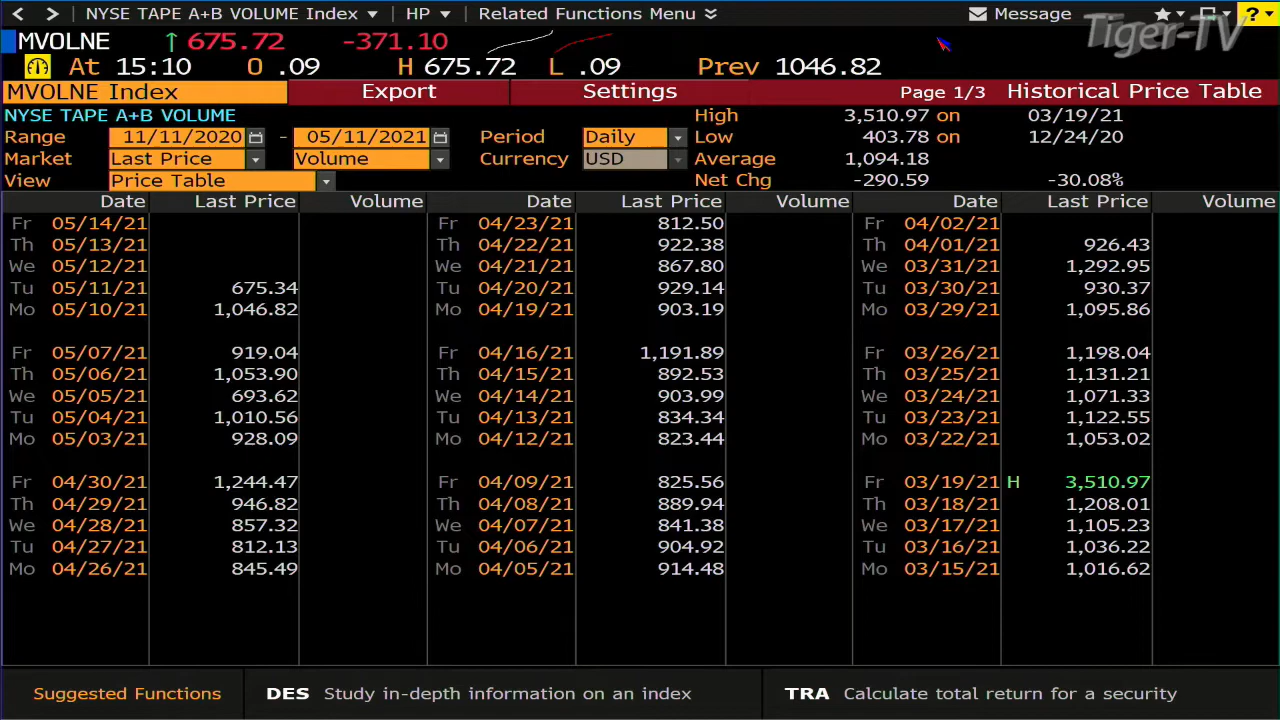 < > NYSE TAPE A+B VOLUME Index HP Related Functions Menu Message ?
Tiger-TV
MVOLNE ↑ 675.72 -371.10
At 15:10 O .09 H 675.72 L .09 Prev 1046.82
MVOLNE Index Export Settings Page 1/3 Historical Price Table
NYSE TAPE A+B VOLUME High 3,510.97 on 03/19/21
Range 11/11/2020 - 05/11/2021 Period Daily Low 403.78 on 12/24/20
Market Last Price Volume Currency USD Average 1,094.18
View Price Table Net Chg -290.59 -30.08%
Date Last Price Volume Date Last Price Volume Date Last Price Volume
Fr 05/14/21 Fr 04/23/21 812.50 Fr 04/02/21
Th 05/13/21 Th 04/22/21 922.38 Th 04/01/21 926.43
We 05/12/21 We 04/21/21 867.80 We 03/31/21 1,292.95
Tu 05/11/21 675.34 Tu 04/20/21 929.14 Tu 03/30/21 930.37
Mo 05/10/21 1,046.82 Mo 04/19/21 903.19 Mo 03/29/21 1,095.86
Fr 05/07/21 919.04 Fr 04/16/21 1,191.89 Fr 03/26/21 1,198.04
Th 05/06/21 1,053.90 Th 04/15/21 892.53 Th 03/25/21 1,131.21
We 05/05/21 693.62 We 04/14/21 903.99 We 03/24/21 1,071.33
Tu 05/04/21 1,010.56 Tu 04/13/21 834.34 Tu 03/23/21 1,122.55
Mo 05/03/21 928.09 Mo 04/12/21 823.44 Mo 03/22/21 1,053.02
Fr 04/30/21 1,244.47 Fr 04/09/21 825.56 Fr 03/19/21 H 3,510.97
Th 04/29/21 946.82 Th 04/08/21 889.94 Th 03/18/21 1,208.01
We 04/28/21 857.32 We 04/07/21 841.38 We 03/17/21 1,105.23
Tu 04/27/21 812.13 Tu 04/06/21 904.92 Tu 03/16/21 1,036.22
Mo 04/26/21 845.49 Mo 04/05/21 914.48 Mo 03/15/21 1,016.62
Suggested Functions DES Study in-depth information on an index TRA Calculate total return for a security